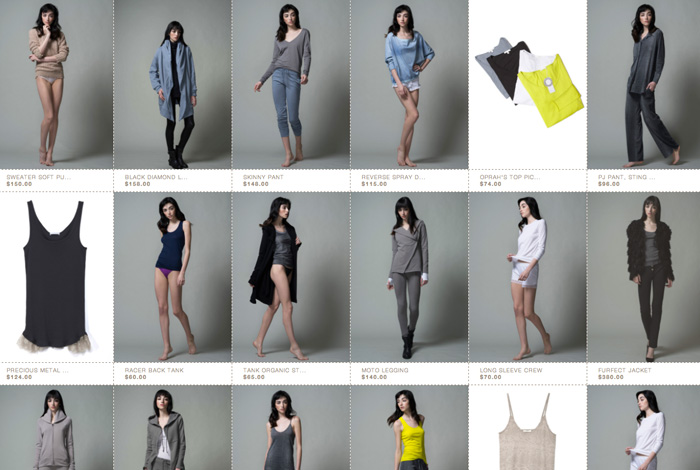 SWEATER SOFT PU...
$150.00
BLACK DIAMOND L...
$158.00
SKINNY PANT
$148.00
REVERSE SPRAY D...
$115.00
OPRAH'S TOP PIC...
$74.00
PJ PANT, STING ...
$96.00
PRECIOUS METAL ...
$124.00
RACER BACK TANK
$60.00
TANK ORGANIC ST...
$65.00
MOTO LEGGING
$140.00
LONG SLEEVE CREW
$70.00
FURFECT JACKET
$380.00